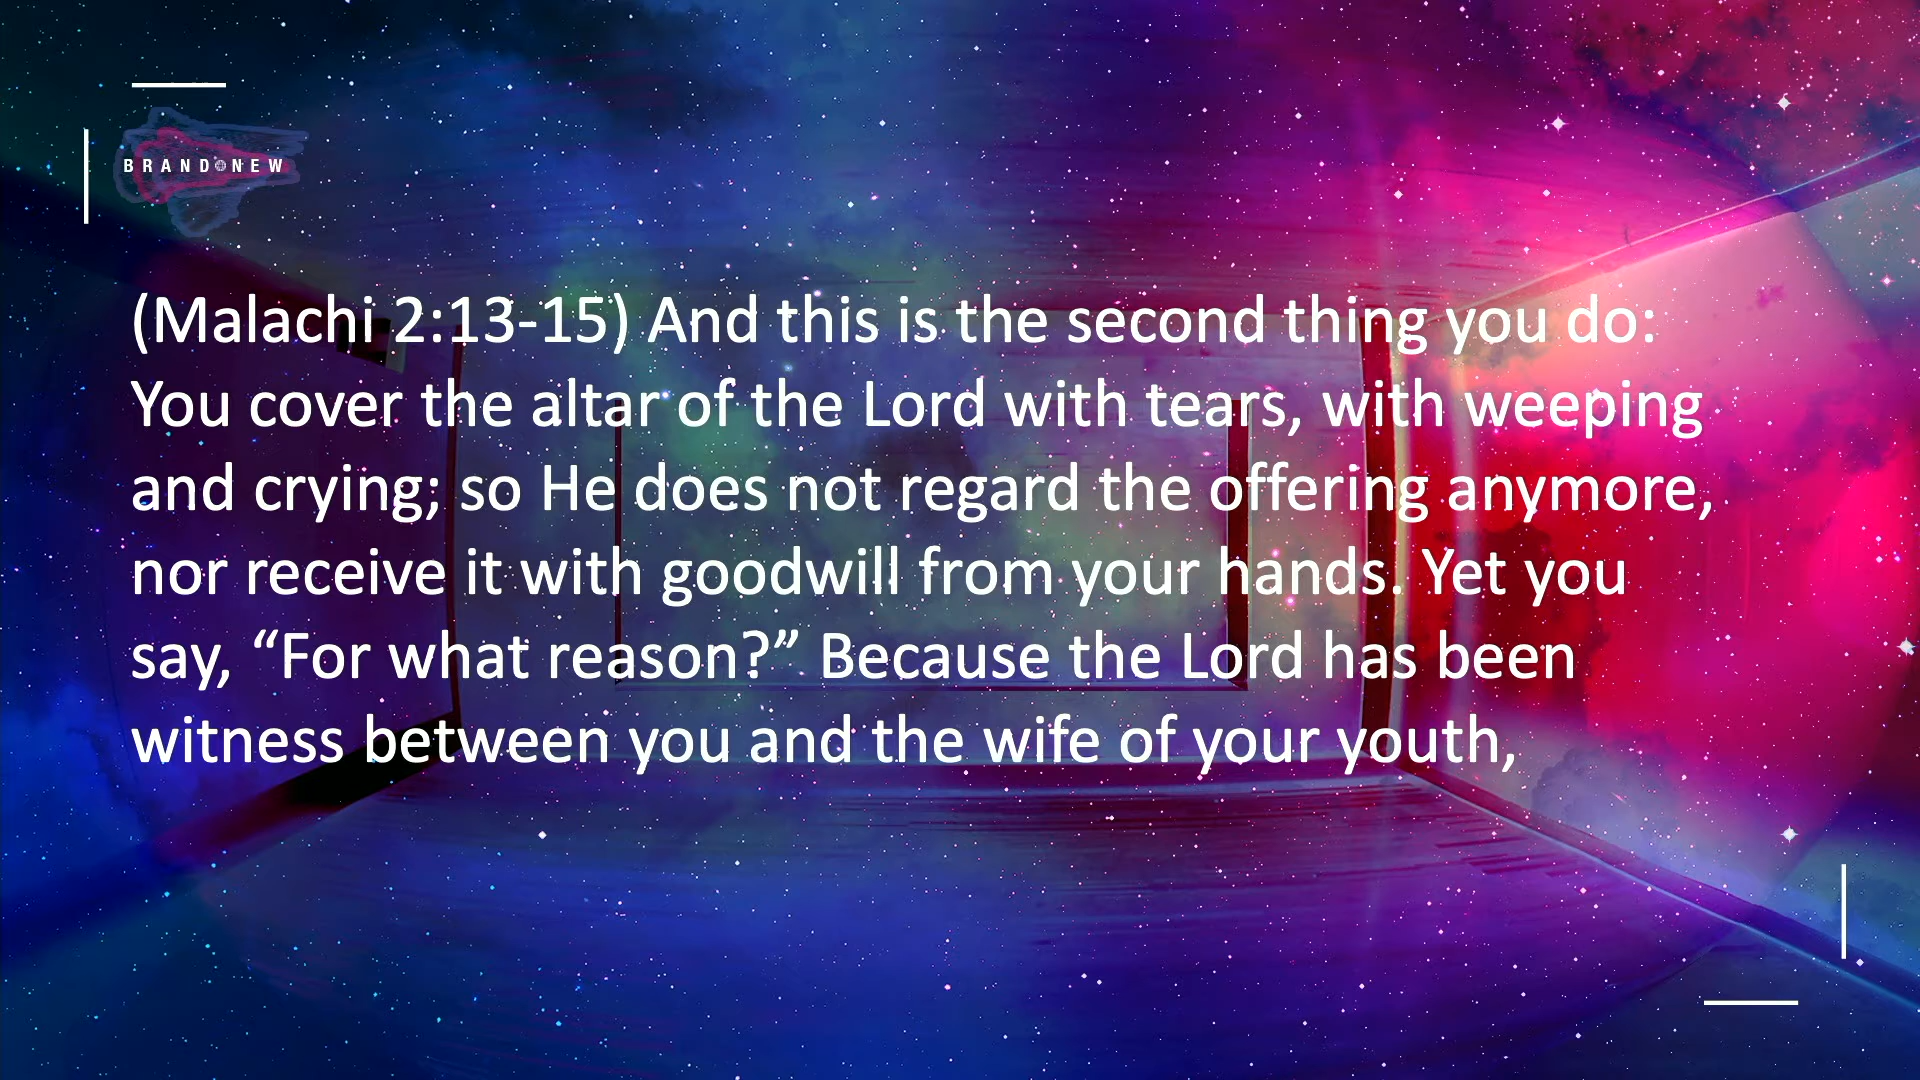 BRAND NEW
(Malachi 2:13-15) And this is the second thing you do:
You cover the altar of the Lord with tears, with weeping
and crying; so He does not regard the offering anymore,
nor receive it with goodwill from your hands. Yet you
say, “For what reason?” Because the Lord has been
witness between you and the wife of your youth,